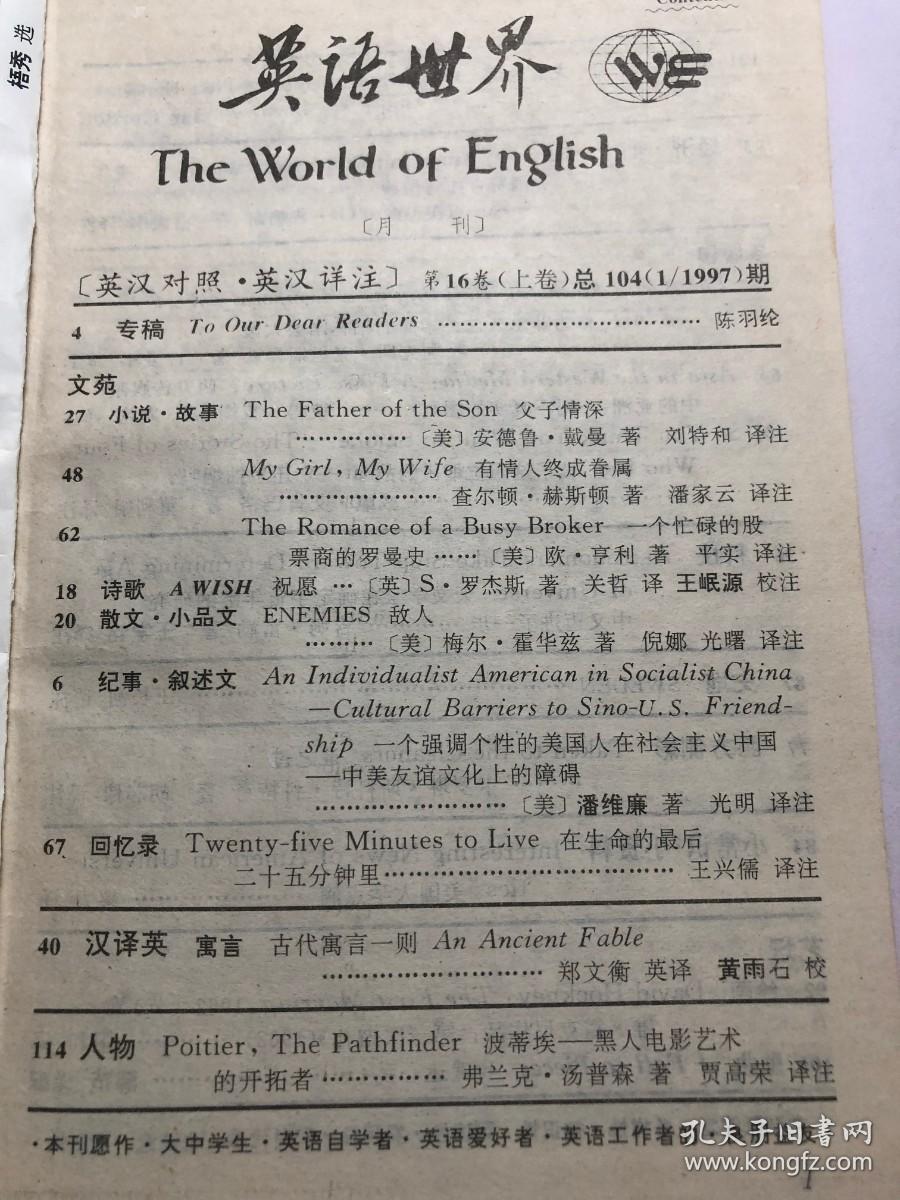 梧秀 选
英语世界
The World of English
〔月 刊〕
〔英汉对照·英汉详注〕 第16卷(上卷)总 104(1/1997)期
4 专稿 To Our Dear Readers ……………………………… 陈羽纶
文苑
27 小说·故事 The Father of the Son 父子情深
…………… 〔美〕安德鲁·戴曼 著 刘特和 译注
48 My Girl, My Wife 有情人终成眷属
………………… 查尔顿·赫斯顿 著 潘家云 译注
62 The Romance of a Busy Broker 一个忙碌的股
票商的罗曼史 …… 〔美〕欧·亨利 著 平实 译注
18 诗歌 A WISH 祝愿 … 〔英〕S·罗杰斯 著 关哲 译 王岷源 校注
20 散文·小品文 ENEMIES 敌人
……… 〔美〕梅尔·霍华兹 著 倪娜 光曙 译注
6 纪事·叙述文 An Individualist American in Socialist China
—Cultural Barriers to Sino-U.S. Friend-
ship 一个强调个性的美国人在社会主义中国
——中美友谊文化上的障碍
……………………… 〔美〕潘维廉 著 光明 译注
67 回忆录 Twenty-five Minutes to Live 在生命的最后
二十五分钟里 ………………………………… 王兴儒 译注
40 汉译英 寓言 古代寓言一则 An Ancient Fable
………………………… 郑文衡 英译 黄雨石 校
114 人物 Poitier, The Pathfinder 波蒂埃——黑人电影艺术
的开拓者 …………… 弗兰克·汤普森 著 贾高荣 译注
·本刊愿作·大中学生·英语自学者·英语爱好者·英语工作者
孔夫子旧书网
www.kongfz.com
1